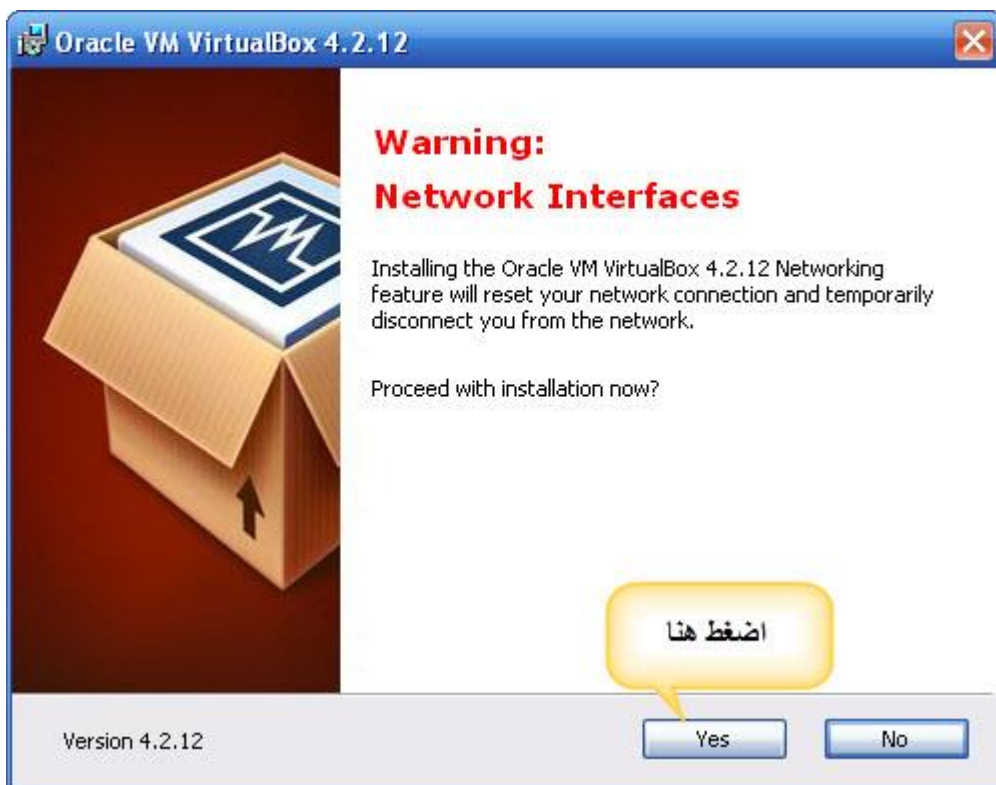 Oracle VM VirtualBox 4.2.12
Warning:
Network Interfaces
Installing the Oracle VM VirtualBox 4.2.12 Networking
feature will reset your network connection and temporarily
disconnect you from the network.
Proceed with installation now?
اضغط هنا
Version 4.2.12
Yes
No